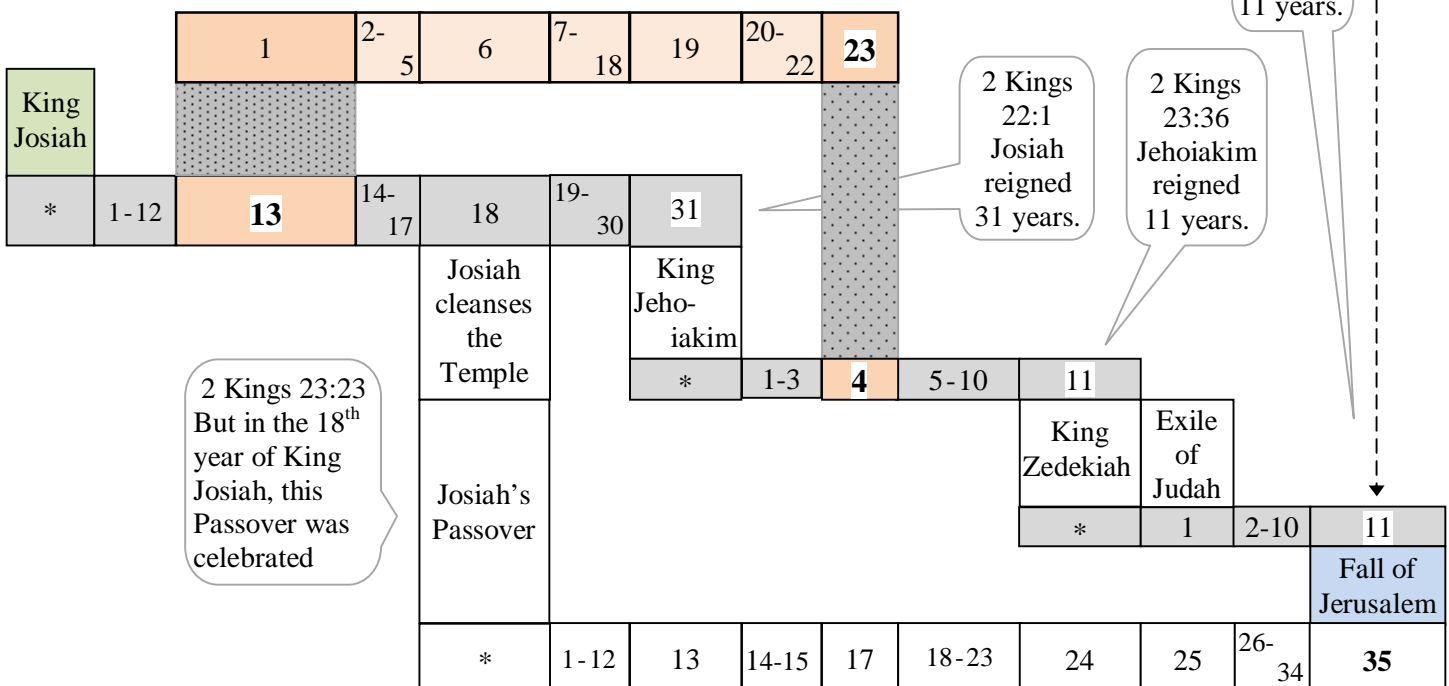 11 years.
1
2-
5
6
7-
18
19
20-
22
23
King
Josiah
2 Kings
22:1
Josiah
reigned
31 years.
2 Kings
23:36
Jehoiakim
reigned
11 years.
*
1-12
13
14-
17
18
19-
30
31
Josiah
cleanses
the
Temple
King
Jeho-
iakim
2 Kings 23:23
But in the 18th
year of King
Josiah, this
Passover was
celebrated
*
1-3
4
5-10
11
Josiah's
Passover
King
Zedekiah
Exile
of
Judah
*
1
2-10
11
Fall of
Jerusalem
*
1-12
13
14-15
17
18-23
24
25
26-
34
35